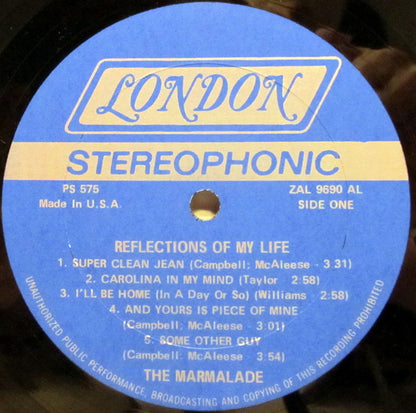 LONDON
STEREOPHONIC
PS 575
Made In U.S.A.
ZAL 9690 AL
SIDE ONE
REFLECTIONS OF MY LIFE
1. SUPER CLEAN JEAN (Campbell; McAleese - 3:31)
2. CAROLINA IN MY MIND (Taylor - 2:58)
3. I'LL BE HOME (In A Day Or So) (Williams - 2:58)
4. AND YOURS IS PIECE OF MINE
(Campbell; McAleese - 3:01)
5. SOME OTHER GUY
(Campbell; McAleese - 3:54)
THE MARMALADE
UNAUTHORIZED PUBLIC PERFORMANCE, BROADCASTING AND COPYING OF THIS RECORDING PROHIBITED